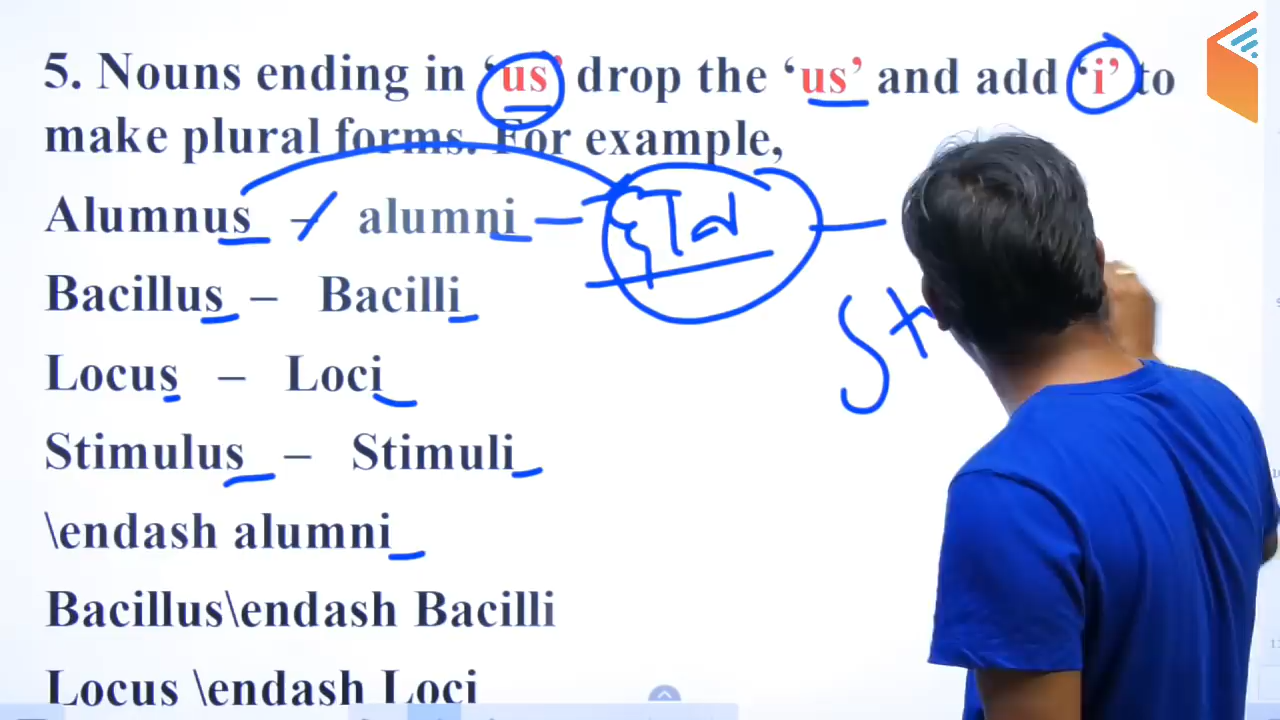 5. Nouns ending in ‘us’ drop the ‘us’ and add ‘i’ to
make plural forms. For example,
Alumnus – alumni –
Bacillus – Bacilli
Locus – Loci
Stimulus – Stimuli
\endash alumni
Bacillus\endash Bacilli
Locus \endash Loci